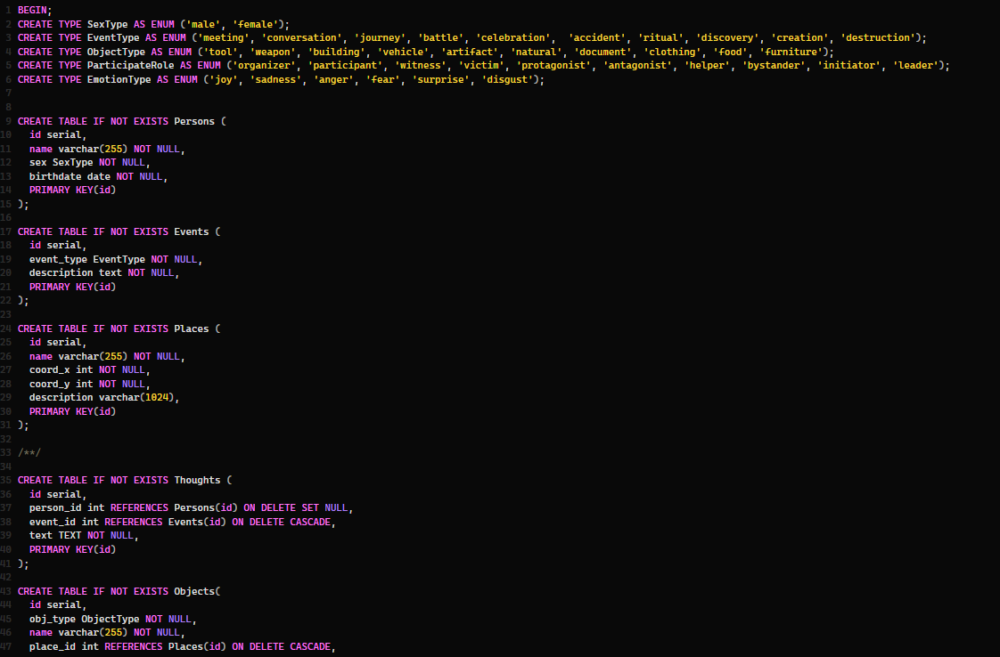 1 BEGIN;
2 CREATE TYPE SexType AS ENUM ('male', 'female');
3 CREATE TYPE EventType AS ENUM ('meeting', 'conversation', 'journey', 'battle', 'celebration',  'accident', 'ritual', 'discovery', 'creation', 'destruction');
4 CREATE TYPE ObjectType AS ENUM ('tool', 'weapon', 'building', 'vehicle', 'artifact', 'natural', 'document', 'clothing', 'food', 'furniture');
5 CREATE TYPE ParticipateRole AS ENUM ('organizer', 'participant', 'witness', 'victim', 'protagonist', 'antagonist', 'helper', 'bystander', 'initiator', 'leader');
6 CREATE TYPE EmotionType AS ENUM ('joy', 'sadness', 'anger', 'fear', 'surprise', 'disgust');
7
8
9 CREATE TABLE IF NOT EXISTS Persons (
10   id serial,
11   name varchar(255) NOT NULL,
12   sex SexType NOT NULL,
13   birthdate date NOT NULL,
14   PRIMARY KEY(id)
15 );
16
17 CREATE TABLE IF NOT EXISTS Events (
18   id serial,
19   event_type EventType NOT NULL,
20   description text NOT NULL,
21   PRIMARY KEY(id)
22 );
23
24 CREATE TABLE IF NOT EXISTS Places (
25   id serial,
26   name varchar(255) NOT NULL,
27   coord_x int NOT NULL,
28   coord_y int NOT NULL,
29   description varchar(1024),
30   PRIMARY KEY(id)
31 );
32
33 /**/
34
35 CREATE TABLE IF NOT EXISTS Thoughts (
36   id serial,
37   person_id int REFERENCES Persons(id) ON DELETE SET NULL,
38   event_id int REFERENCES Events(id) ON DELETE CASCADE,
39   text TEXT NOT NULL,
40   PRIMARY KEY(id)
41 );
42
43 CREATE TABLE IF NOT EXISTS Objects(
44   id serial,
45   obj_type ObjectType NOT NULL,
46   name varchar(255) NOT NULL,
47   place_id int REFERENCES Places(id) ON DELETE CASCADE,